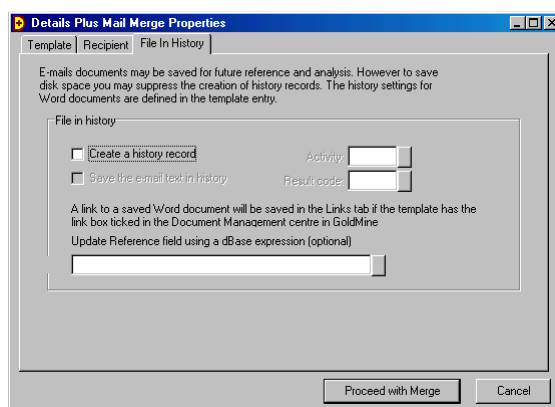 Details Plus Mail Merge Properties
Template Recipient File In History
E-mails documents may be saved for future reference and analysis. However to save
disk space you may suppress the creation of history records. The history settings for
Word documents are defined in the template entry.
File in history
Create a history record Activity:
Save the e-mail text in history Result code:
A link to a saved Word document will be saved in the Links tab if the template has the
link box ticked in the Document Management centre in GoldMine
Update Reference field using a dBase expression (optional)
Proceed with Merge Cancel